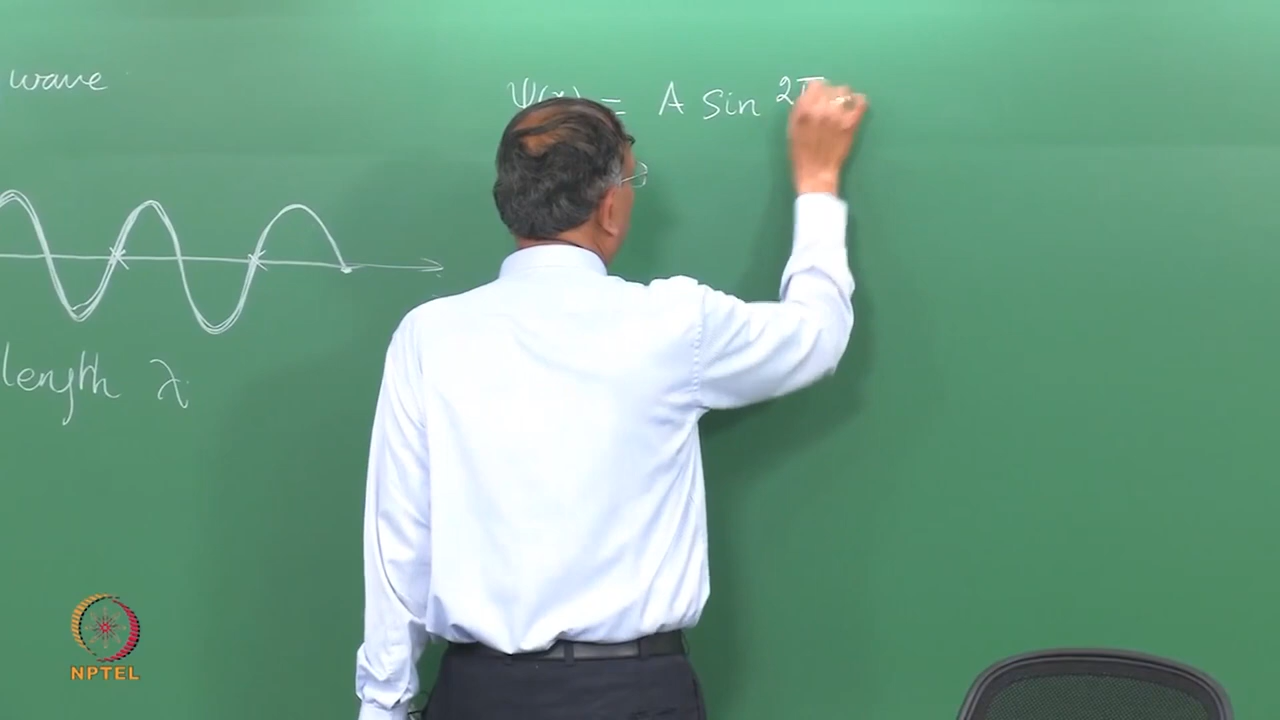 wave
Ψ(x) = A Sin 2π
length λ
NPTEL